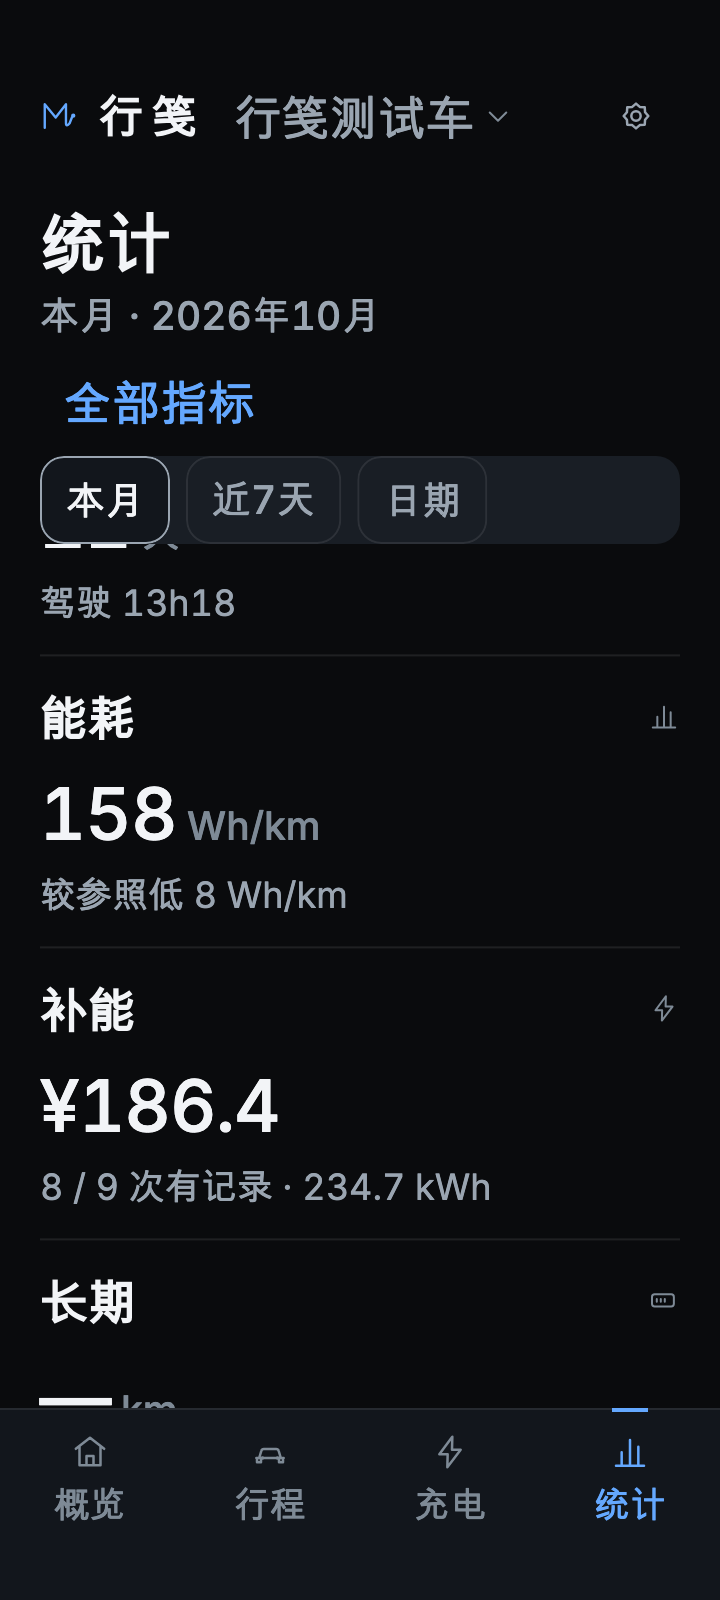 行笺 行笺测试车
统计
本月 · 2026年10月
全部指标
本月 近7天 日期
驾驶 13h18
能耗
158 Wh/km
较参照低 8 Wh/km
补能
¥186.4
8 / 9 次有记录 · 234.7 kWh
长期
km
概览 行程 充电 统计